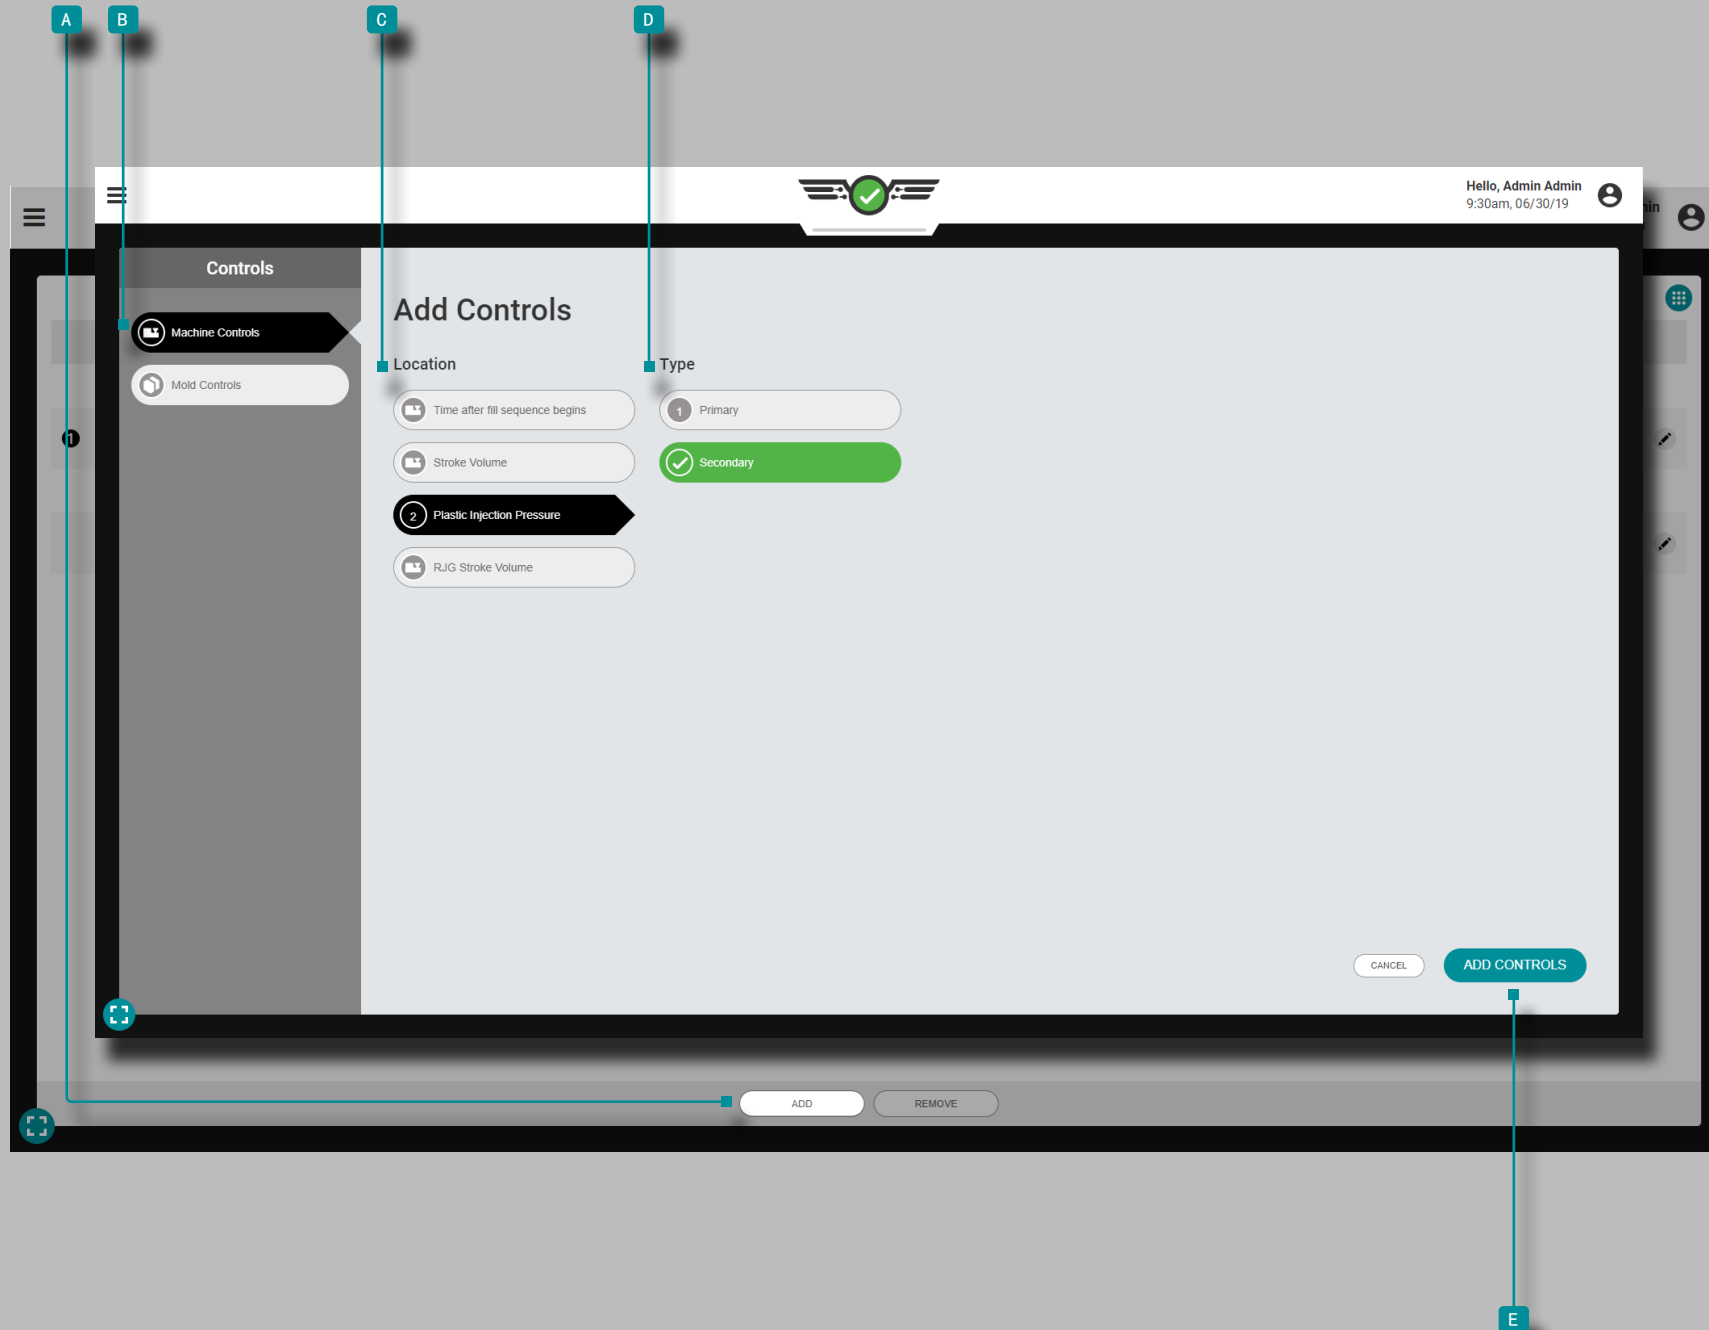 A B C D
Hello, Admin Admin
9:30am, 06/30/19
in
Controls
Machine Controls
Mold Controls
Add Controls
Location
Time after fill sequence begins
Stroke Volume
2 Plastic Injection Pressure
RJG Stroke Volume
Type
1 Primary
Secondary
1
CANCEL ADD CONTROLS
ADD REMOVE
E